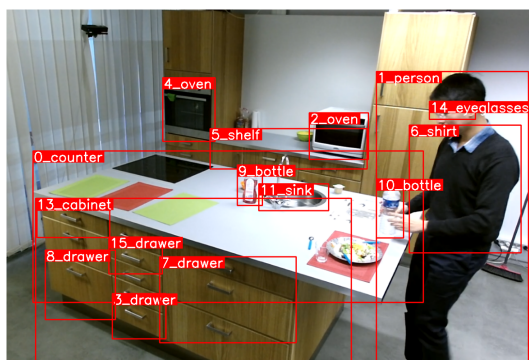 4_oven
1_person
14_eyeglasses
2_oven
5_shelf
6_shirt
0_counter
9_bottle
11_sink
10_bottle
13_cabinet
15_drawer
8_drawer
7_drawer
3_drawer